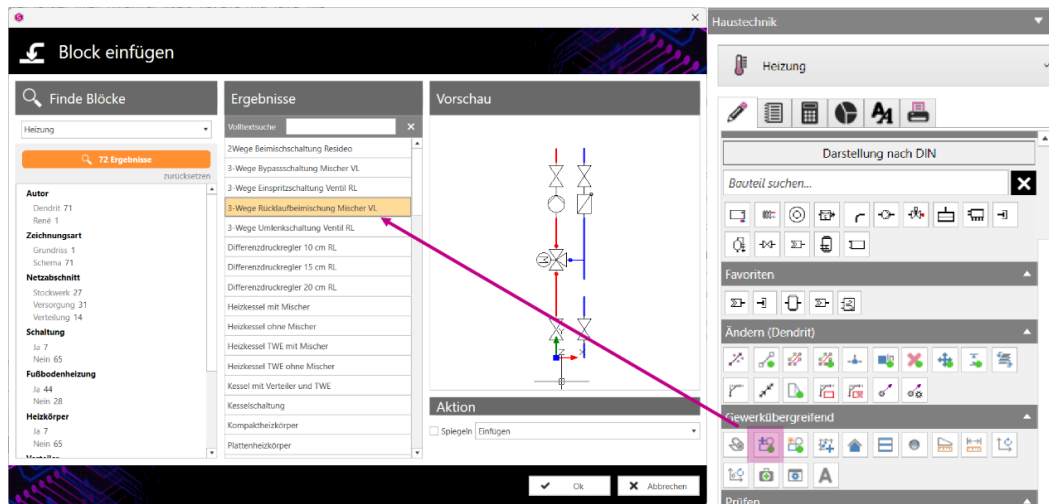 Block einfügen
Finde Blöcke
Heizung
72 Ergebnisse
zurücksetzen
Autor
Dendrit 71
René 1
Zeichnungsart
Grundriss 1
Schema 71
Netzabschnitt
Stockwerk 27
Versorgung 31
Verteilung 14
Schaltung
Ja 7
Nein 65
Fußbodenheizung
Ja 44
Nein 28
Heizkörper
Ja 7
Nein 65
Verteiler
Ergebnisse
Volltextsuche
2Wege Beimischschaltung Resideo
3-Wege Bypassschaltung Mischer VL
3-Wege Einspritzschaltung Ventil RL
3-Wege Rücklaufbeimischung Mischer VL
3-Wege Umlenkschaltung Ventil RL
Differenzdruckregler 10 cm RL
Differenzdruckregler 15 cm RL
Differenzdruckregler 20 cm RL
Heizkessel mit Mischer
Heizkessel ohne Mischer
Heizkessel TWE mit Mischer
Heizkessel TWE ohne Mischer
Kessel mit Verteiler und TWE
Kesselschaltung
Kompaktheizkörper
Plattenheizkörper
Vorschau
M
Y
Z X
Aktion
Spiegeln Einfügen
Ok Abbrechen
Haustechnik
Heizung
Darstellung nach DIN
Bauteil suchen...
Favoriten
Ändern (Dendrit)
Gewerkübergreifend
A
Prüfen